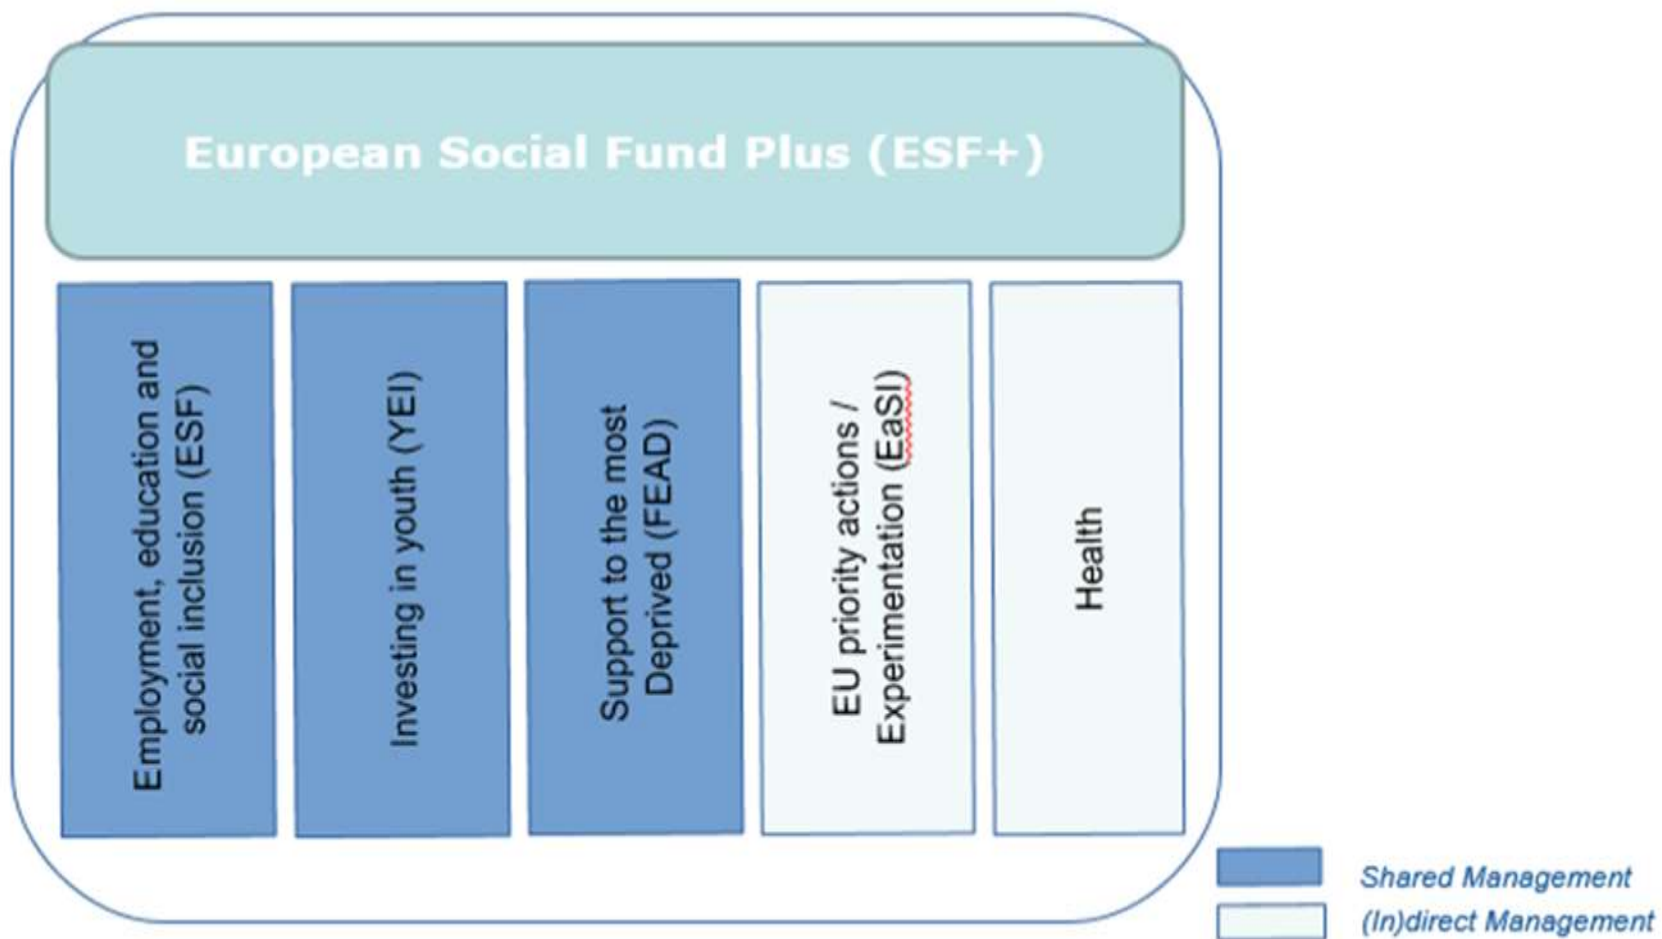 European Social Fund Plus (ESF+)
Employment, education and
social inclusion (ESF)
Investing in youth (YEI)
Support to the most
Deprived (FEAD)
EU priority actions /
Experimentation (EaSI)
Health
Shared Management
(In)direct Management